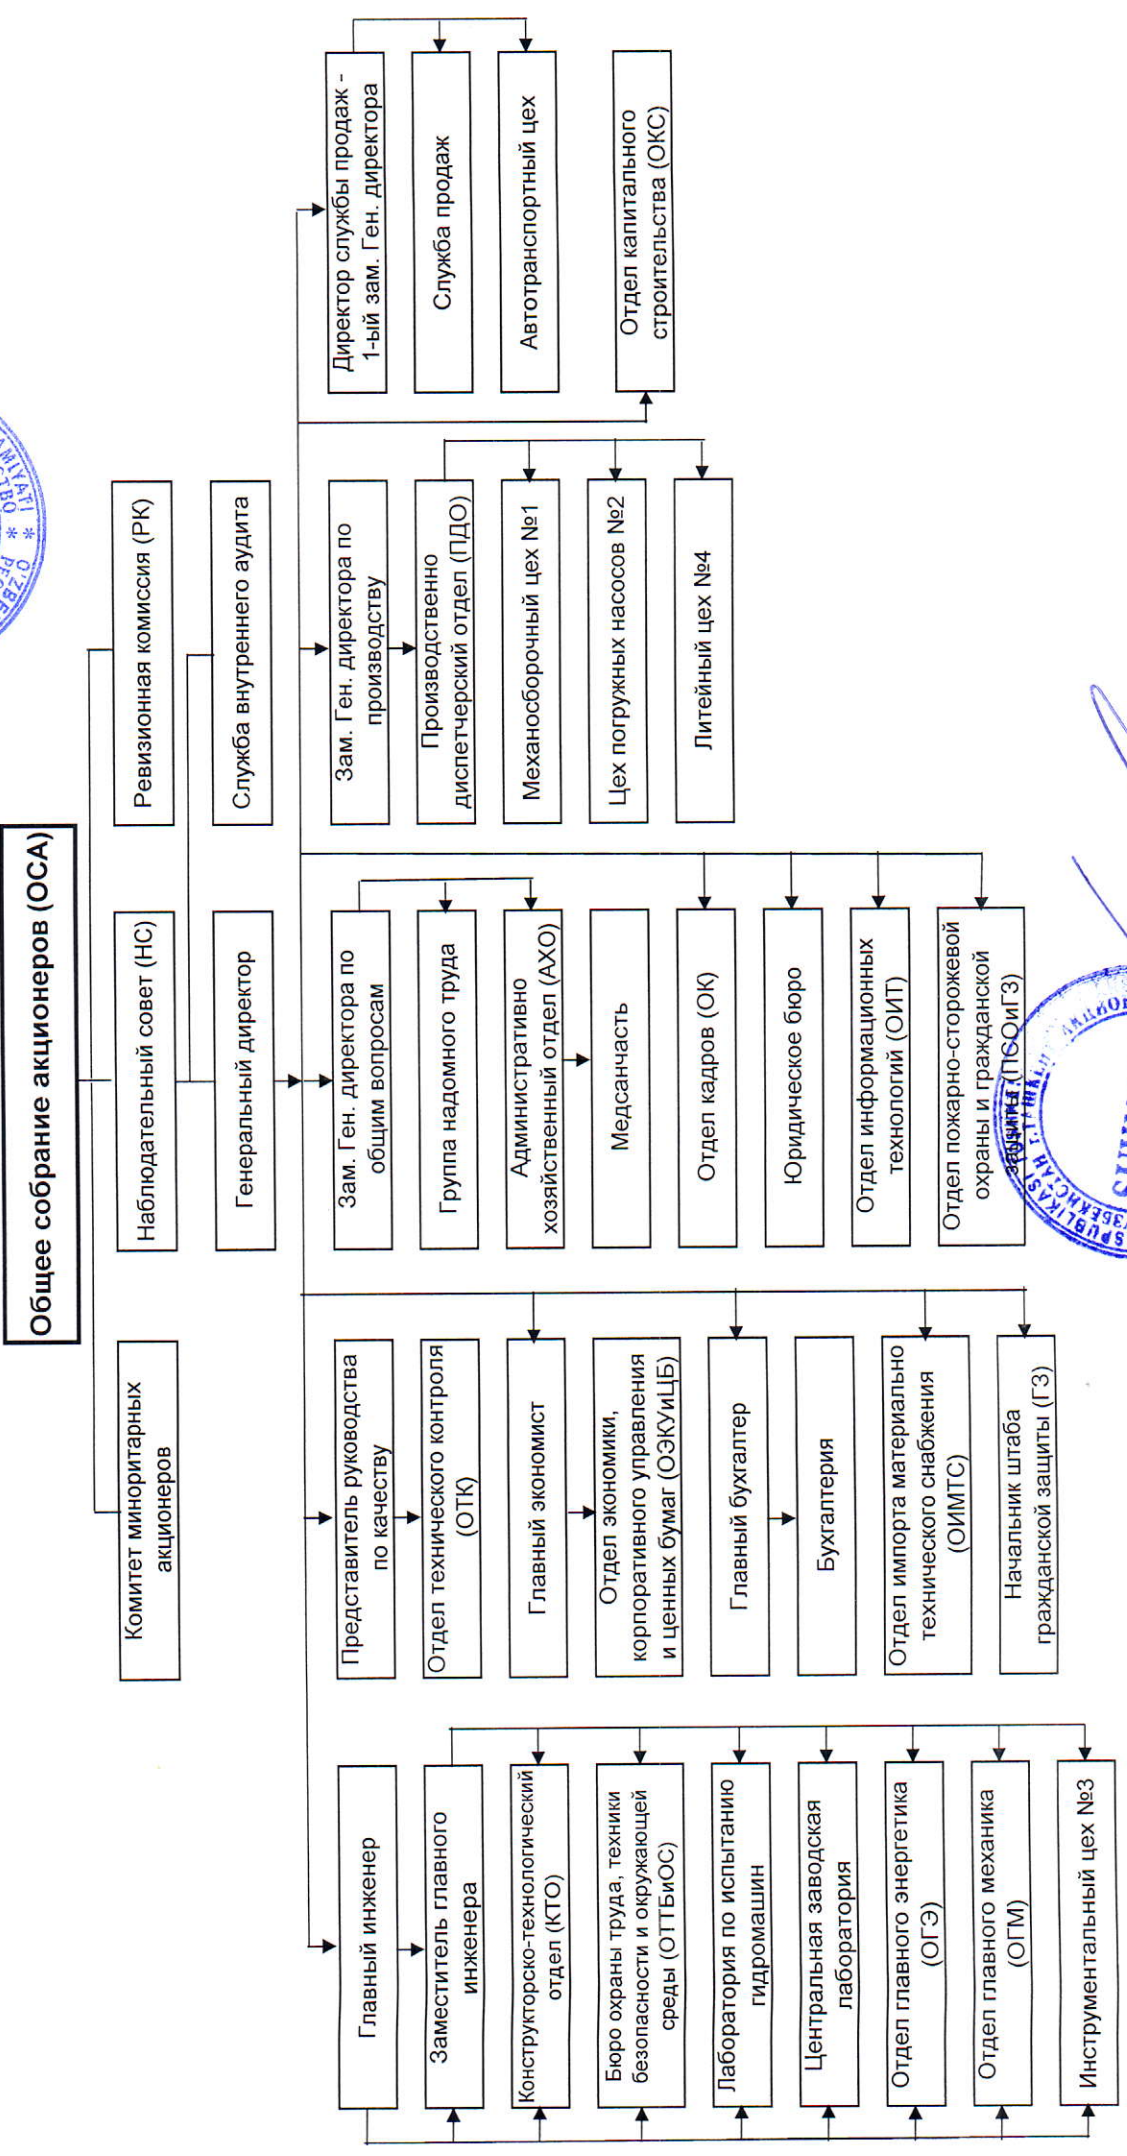 Общее собрание акционеров (ОСА)
Комитет миноритарных
акционеров
Наблюдательный совет (НС)
Ревизионная комиссия (РК)
Генеральный директор
Служба внутреннего аудита
Главный инженер
Заместитель главного
инженера
Конструкторско-технологический
отдел (КТО)
Бюро охраны труда, техники
безопасности и окружающей
среды (ОТТБиОС)
Лаборатория по испытанию
гидромашин
Центральная заводская
лаборатория
Отдел главного энергетика
(ОГЭ)
Отдел главного механика
(ОГМ)
Инструментальный цех №3
Представитель руководства
по качеству
Отдел технического контроля
(ОТК)
Главный экономист
Отдел экономики,
корпоративного управления
и ценных бумаг (ОЭКУиЦБ)
Главный бухгалтер
Бухгалтерия
Отдел импорта материально
технического снабжения
(ОИМТС)
Начальник штаба
гражданской защиты (ГЗ)
Зам. Ген. директора по
общим вопросам
Группа надомного труда
Административно
хозяйственный отдел (АХО)
Медсанчасть
Отдел кадров (ОК)
Юридическое бюро
Отдел информационных
технологий (ОИТ)
Отдел пожарно-сторожевой
охраны и гражданской
защиты (ПСОиГЗ)
Зам. Ген. директора по
производству
Производственно
диспетчерский отдел (ПДО)
Механосборочный цех №1
Цех погружных насосов №2
Литейный цех №4
Директор службы продаж -
1-ый зам. Ген. директора
Служба продаж
Автотранспортный цех
Отдел капитального
строительства (ОКС)